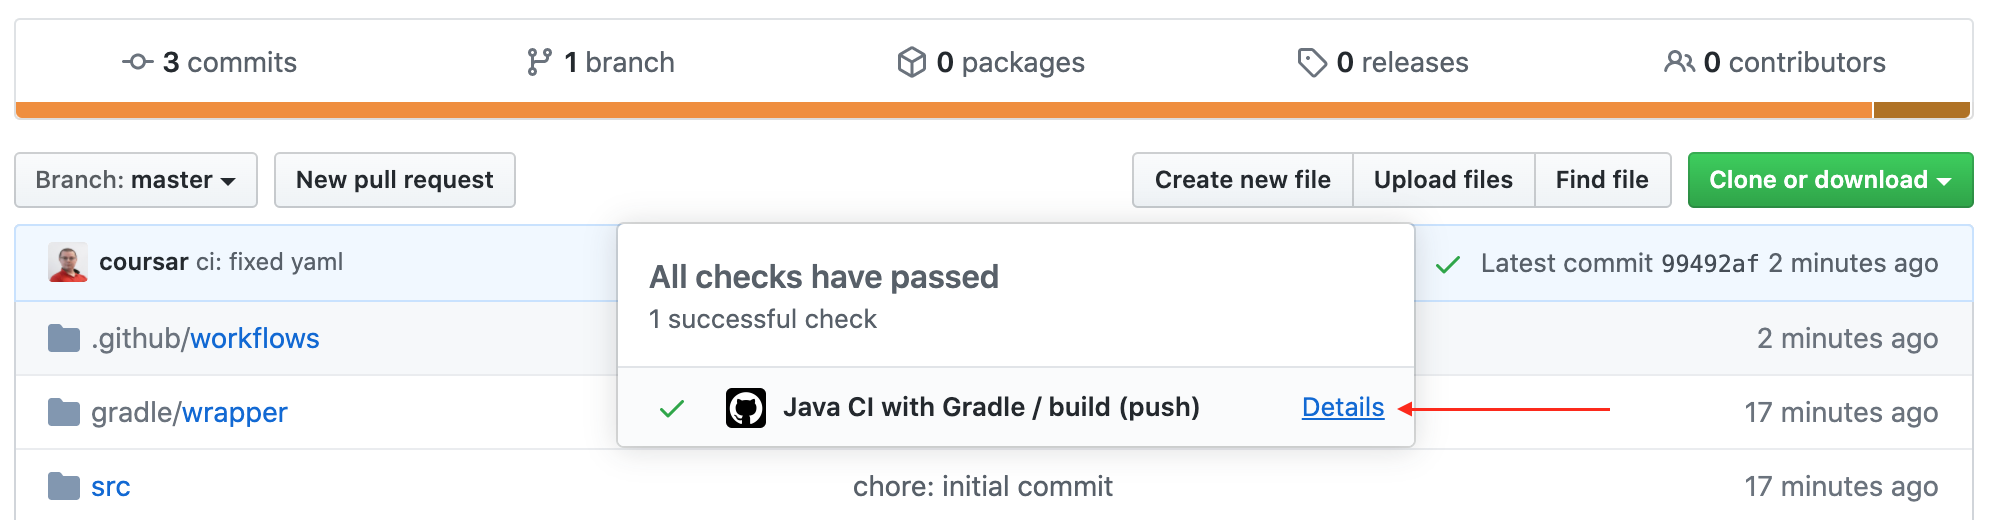 3 commits 1 branch 0 packages 0 releases 0 contributors
Branch: master New pull request Create new file Upload files Find file Clone or download
coursar ci: fixed yaml Latest commit 99492af 2 minutes ago
All checks have passed
1 successful check
.github/workflows 2 minutes ago
Java CI with Gradle / build (push) Details
gradle/wrapper 17 minutes ago
src chore: initial commit 17 minutes ago